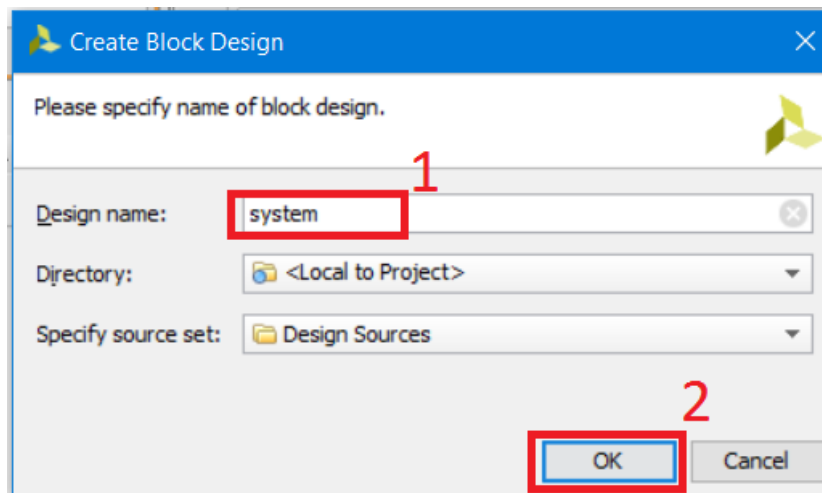 Create Block Design
Please specify name of block design.
1
Design name: system
Directory: <Local to Project>
Specify source set: Design Sources
2
OK Cancel